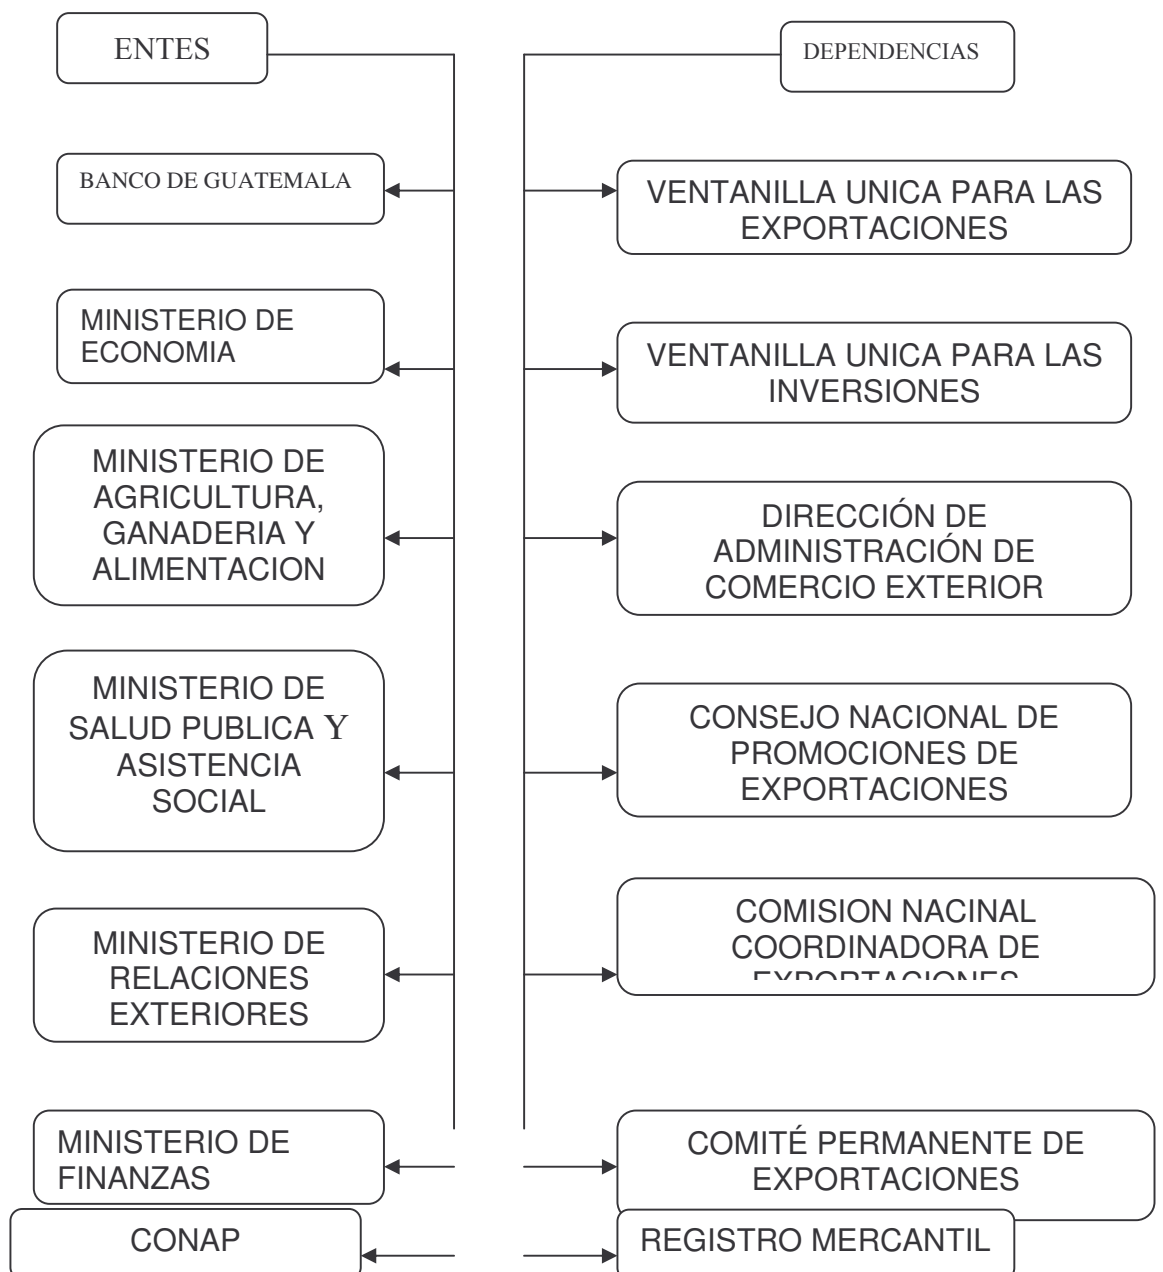 ENTES
BANCO DE GUATEMALA
MINISTERIO DE
ECONOMIA
MINISTERIO DE
AGRICULTURA,
GANADERIA Y
ALIMENTACION
MINISTERIO DE
SALUD PUBLICA Y
ASISTENCIA
SOCIAL
MINISTERIO DE
RELACIONES
EXTERIORES
MINISTERIO DE
FINANZAS
CONAP
DEPENDENCIAS
VENTANILLA UNICA PARA LAS
EXPORTACIONES
VENTANILLA UNICA PARA LAS
INVERSIONES
DIRECCIÓN DE
ADMINISTRACIÓN DE
COMERCIO EXTERIOR
CONSEJO NACIONAL DE
PROMOCIONES DE
EXPORTACIONES
COMISION NACINAL
COORDINADORA DE
EXPORTACIONES
COMITÉ PERMANENTE DE
EXPORTACIONES
REGISTRO MERCANTIL